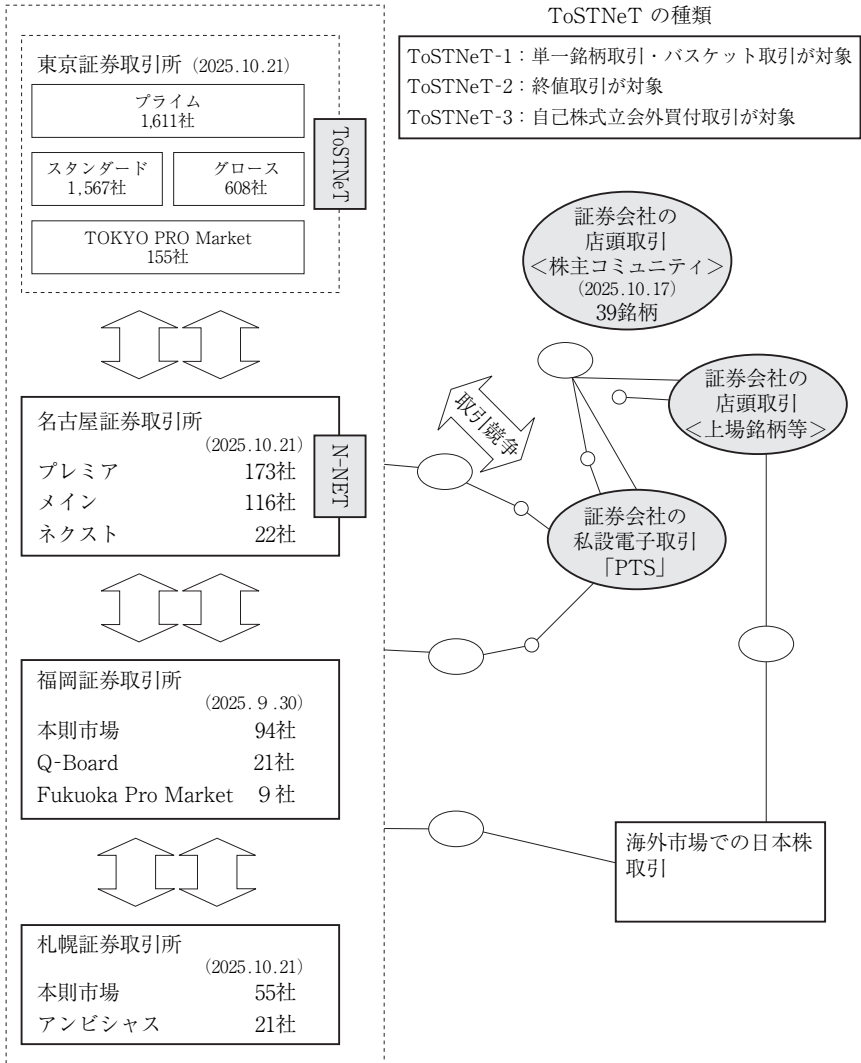 ToSTNeT の種類
ToSTNeT-1：単一銘柄取引・バスケット取引が対象
ToSTNeT-2：終値取引が対象
ToSTNeT-3：自己株式立会外買付取引が対象
東京証券取引所 (2025.10.21)
プライム
1,611社
スタンダード
1,567社
グロース
608社
TOKYO PRO Market
155社
ToSTNeT
名古屋証券取引所
(2025.10.21)
プレミア 173社
メイン 116社
ネクスト 22社
N-NET
福岡証券取引所
(2025. 9 .30)
本則市場 94社
Q-Board 21社
Fukuoka Pro Market 9社
札幌証券取引所
(2025.10.21)
本則市場 55社
アンビシャス 21社
証券会社の
店頭取引
＜株主コミュニティ＞
(2025.10.17)
39銘柄
取引競争
証券会社の
店頭取引
＜上場銘柄等＞
証券会社の
私設電子取引
「PTS」
海外市場での日本株
取引